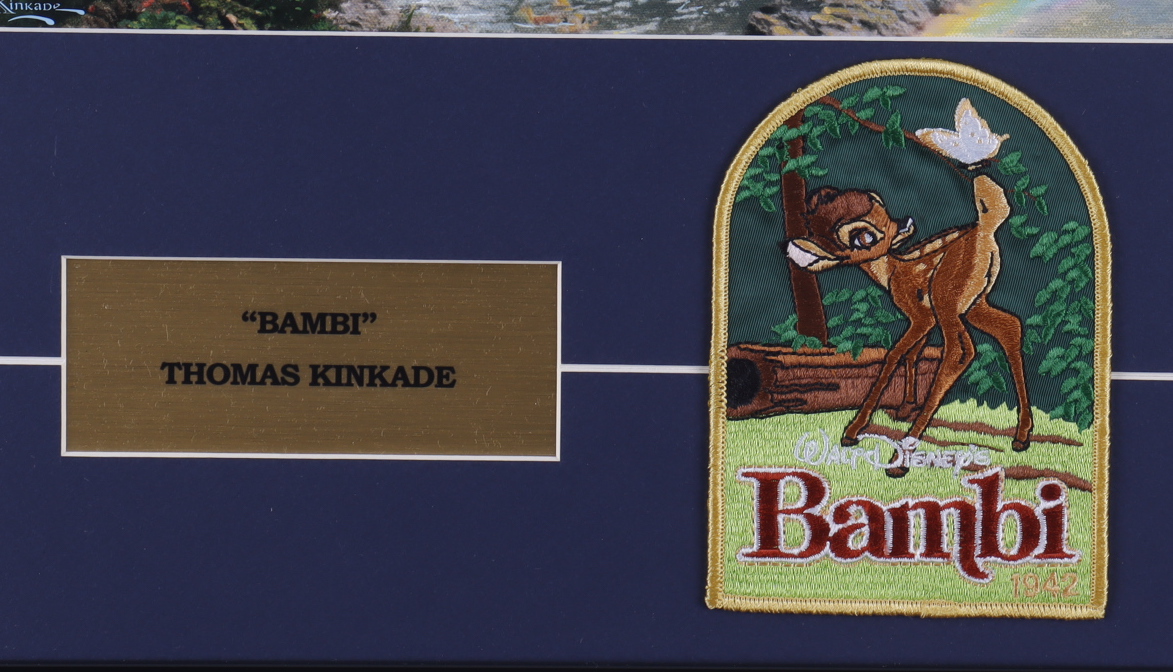 Kinkade
“BAMBI”
THOMAS KINKADE
WALT DISNEY'S
Bambi
1942